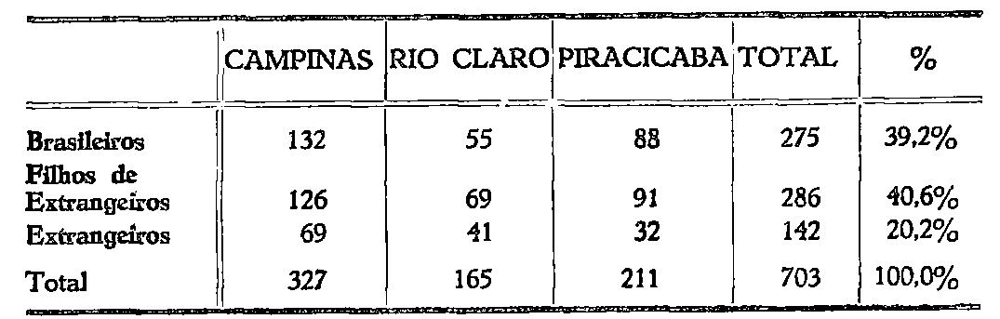 CAMPINAS RIO CLARO PIRACICABA TOTAL %
Brasileiros 132 55 88 275 39,2%
Filhos de
Extrangeiros 126 69 91 286 40,6%
Extrangeiros 69 41 32 142 20,2%
Total 327 165 211 703 100,0%